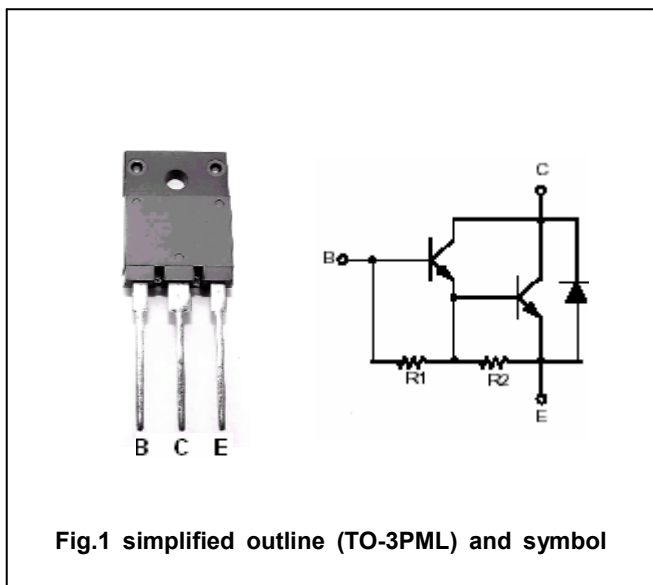 C
B
R1 R2
B C E
E
Fig.1 simplified outline (TO-3PML) and symbol